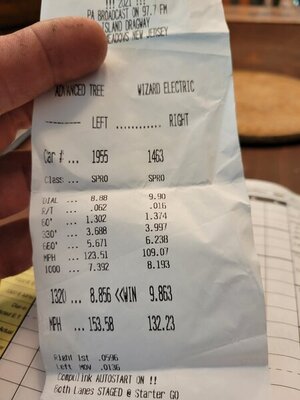 !!! 2021 !!!
PA BROADCAST ON 97.7 FM
ISLAND DRAGWAY
MEADOWS NEW JERSEY
ADVANCED TREE WIZARD ELECTRIC
LEFT ............ RIGHT
Car # ... 1955 1463
Class ... SPRO SPRO
DIAL ... 8.88 9.90
R/T ... .062 .016
60' ... 1.302 1.374
330' ... 3.688 3.997
660' ... 5.671 6.238
MPH ... 123.51 109.07
1000 ... 7.392 8.193
1320 ... 8.856 <<WIN 9.863
MPH ... 153.58 132.23
Right 1st .0596
Left MOV .0136
CompuLink AUTOSTART ON !!
Both Lanes STAGED @ Starter GO